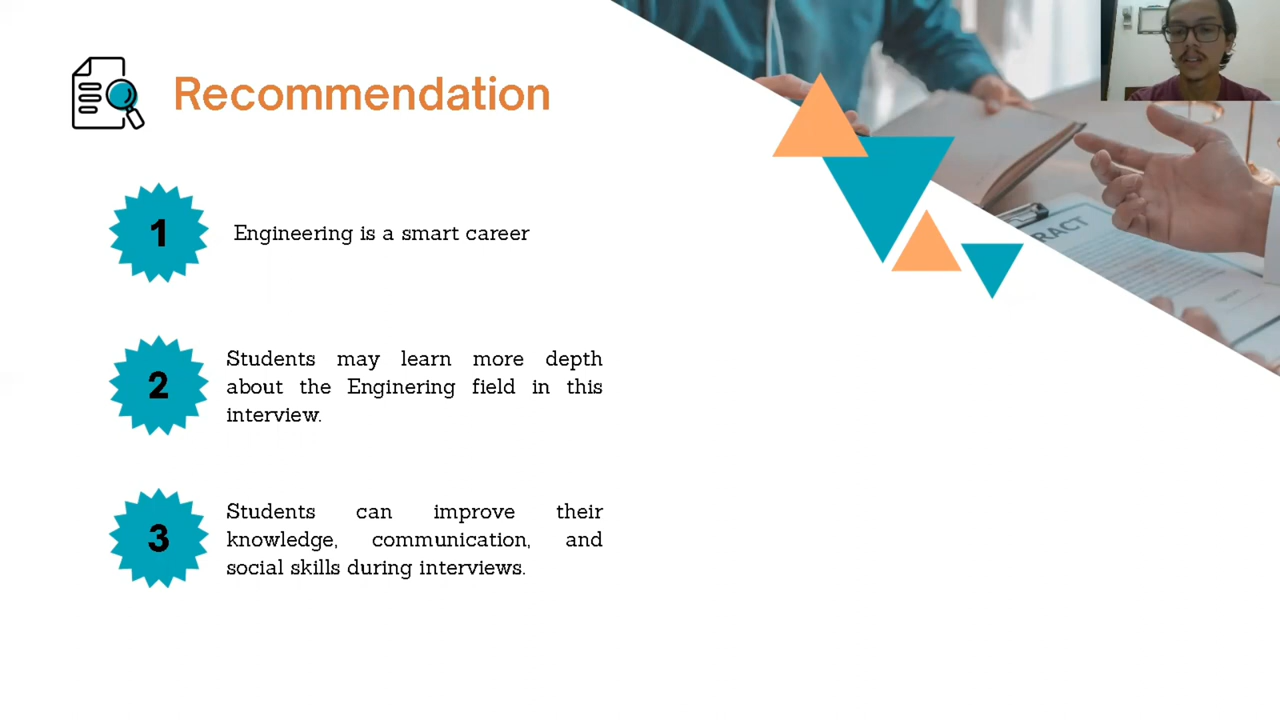 Recommendation
1
Engineering is a smart career
2
Students may learn more depth
about the Enginering field in this
interview.
3
Students can improve their
knowledge, communication, and
social skills during interviews.